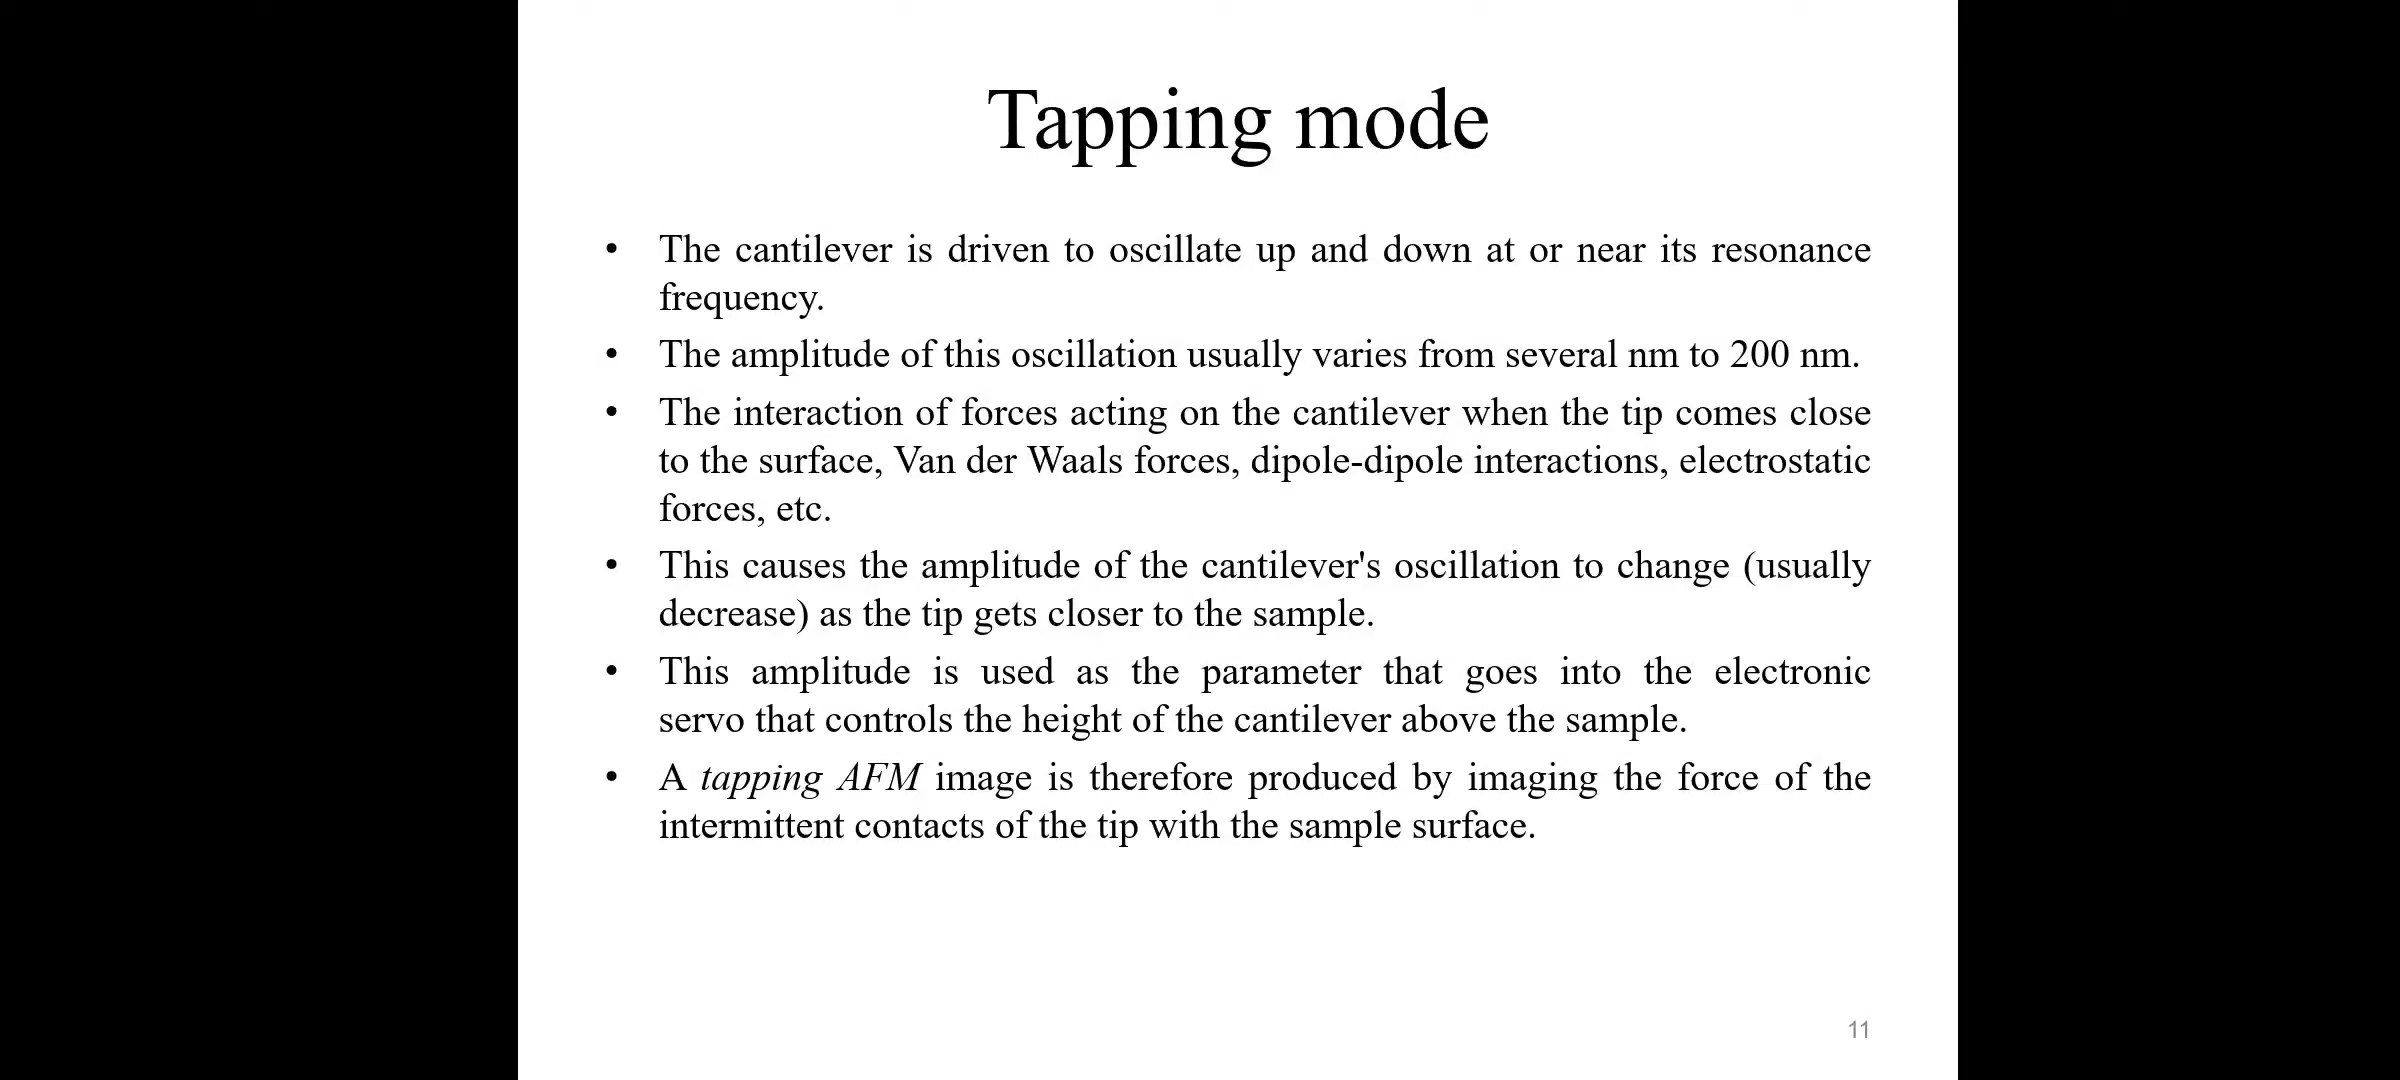 Tapping mode
• The cantilever is driven to oscillate up and down at or near its resonance
frequency.
• The amplitude of this oscillation usually varies from several nm to 200 nm.
• The interaction of forces acting on the cantilever when the tip comes close
to the surface, Van der Waals forces, dipole-dipole interactions, electrostatic
forces, etc.
• This causes the amplitude of the cantilever's oscillation to change (usually
decrease) as the tip gets closer to the sample.
• This amplitude is used as the parameter that goes into the electronic
servo that controls the height of the cantilever above the sample.
• A tapping AFM image is therefore produced by imaging the force of the
intermittent contacts of the tip with the sample surface.
11